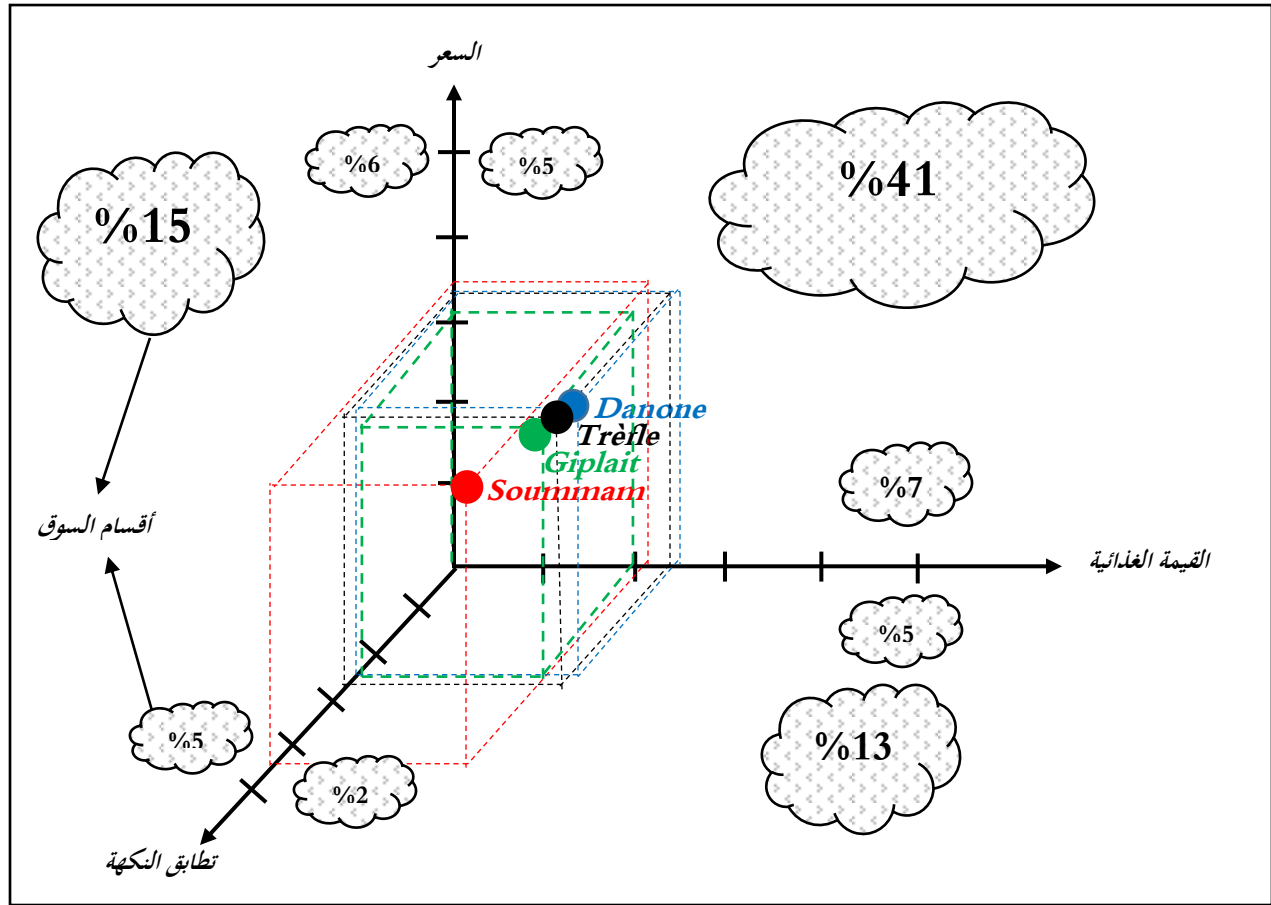 السعر
%6
%5
%41
%15
Danone
Trèfle
Giplait
Soummam
%7
أقسام السوق
القيمة الغذائية
%5
%5
%13
%2
تطابق النكهة